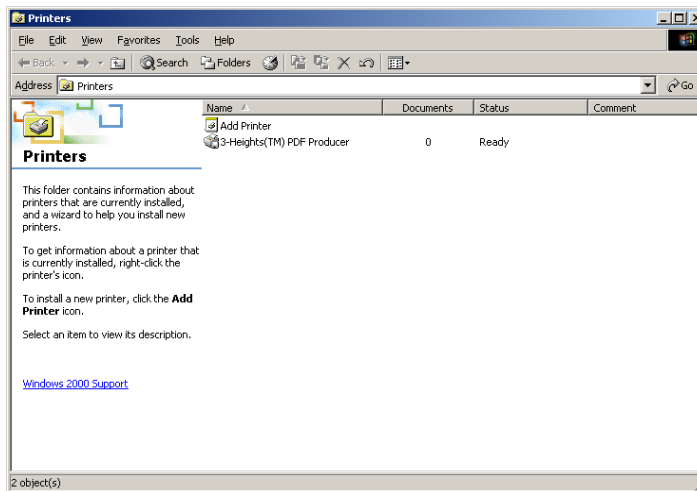 Printers
File Edit View Favorites Tools Help
Back Search Folders
Address Printers Go
Name Documents Status Comment
Add Printer
3-Heights(TM) PDF Producer 0 Ready
Printers
This folder contains information about
printers that are currently installed,
and a wizard to help you install new
printers.
To get information about a printer that
is currently installed, right-click the
printer's icon.
To install a new printer, click the Add
Printer icon.
Select an item to view its description.
Windows 2000 Support
2 object(s)